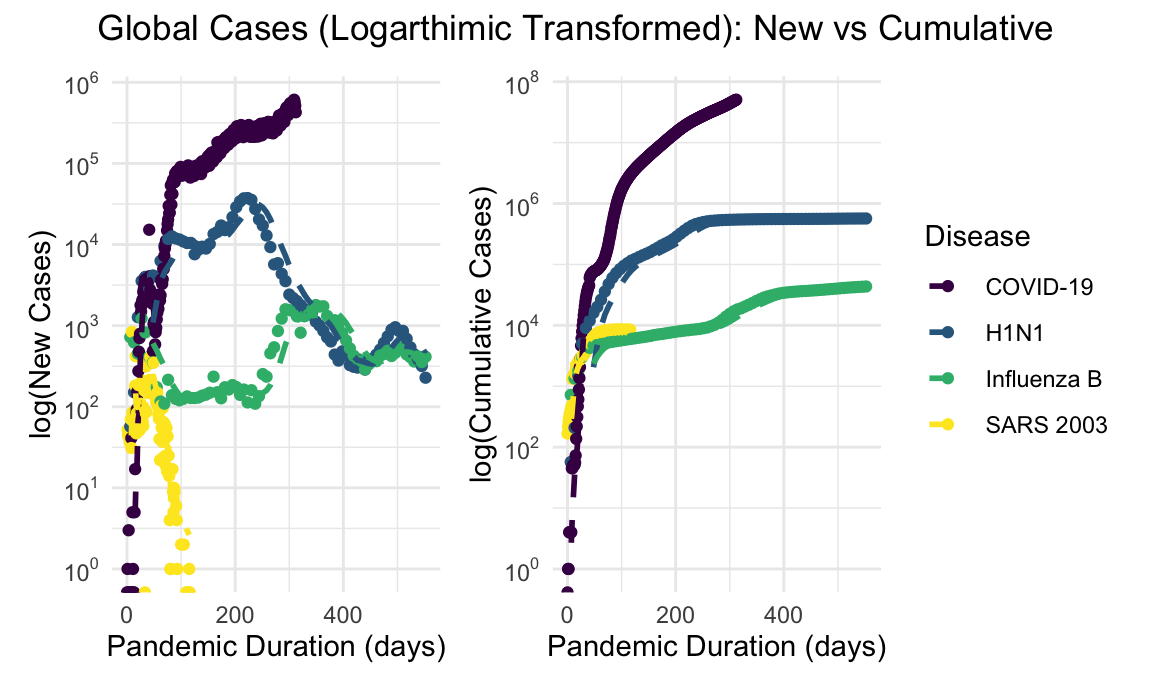 Global Cases (Logarthimic Transformed): New vs Cumulative
log(New Cases)
10^6
10^5
10^4
10^3
10^2
10^1
10^0
0 200 400
Pandemic Duration (days)
log(Cumulative Cases)
10^8
10^6
10^4
10^2
10^0
0 200 400
Pandemic Duration (days)
Disease
COVID-19
H1N1
Influenza B
SARS 2003